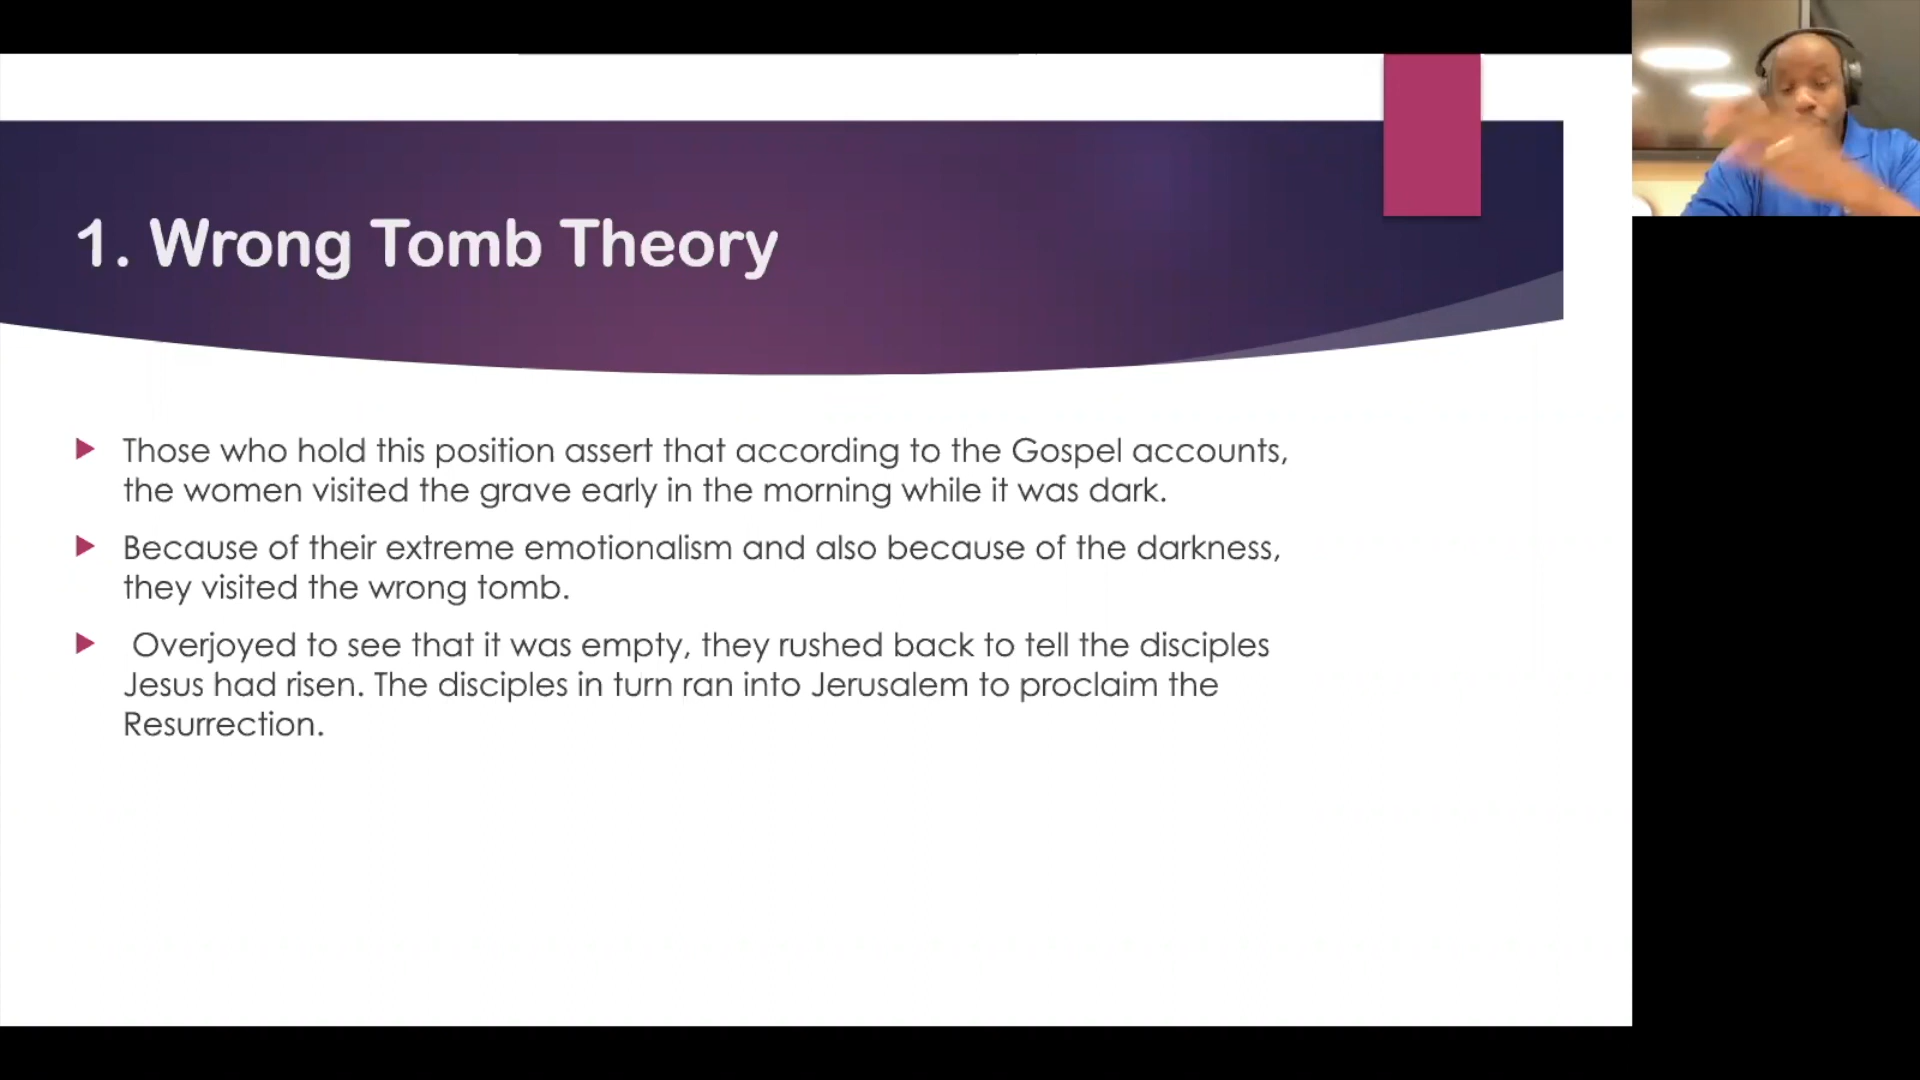 1. Wrong Tomb Theory
Those who hold this position assert that according to the Gospel accounts,
the women visited the grave early in the morning while it was dark.
Because of their extreme emotionalism and also because of the darkness,
they visited the wrong tomb.
Overjoyed to see that it was empty, they rushed back to tell the disciples
Jesus had risen. The disciples in turn ran into Jerusalem to proclaim the
Resurrection.